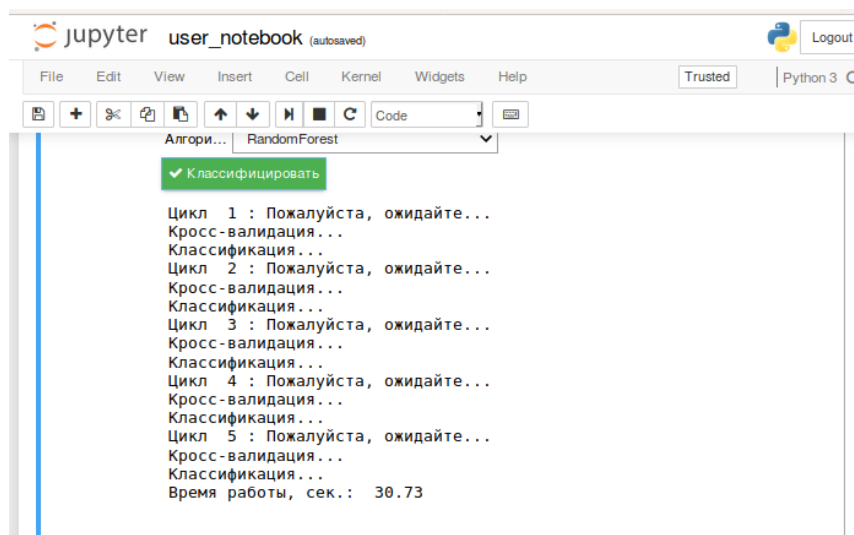 jupyter user_notebook (autosaved) Logout
File Edit View Insert Cell Kernel Widgets Help Trusted Python 3
Code
Алгори... RandomForest
Классифицировать
Цикл 1 : Пожалуйста, ожидайте...
Кросс-валидация...
Классификация...
Цикл 2 : Пожалуйста, ожидайте...
Кросс-валидация...
Классификация...
Цикл 3 : Пожалуйста, ожидайте...
Кросс-валидация...
Классификация...
Цикл 4 : Пожалуйста, ожидайте...
Кросс-валидация...
Классификация...
Цикл 5 : Пожалуйста, ожидайте...
Кросс-валидация...
Классификация...
Время работы, сек.: 30.73